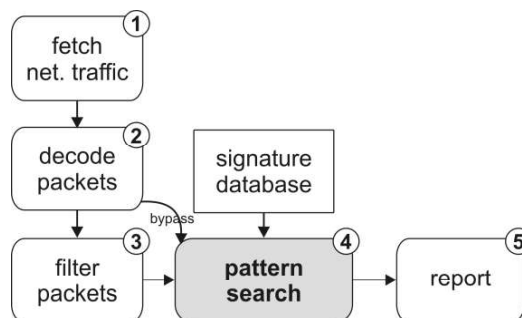 1
fetch
net. traffic
2
decode
packets
signature
database
bypass
3
filter
packets
4
pattern
search
5
report